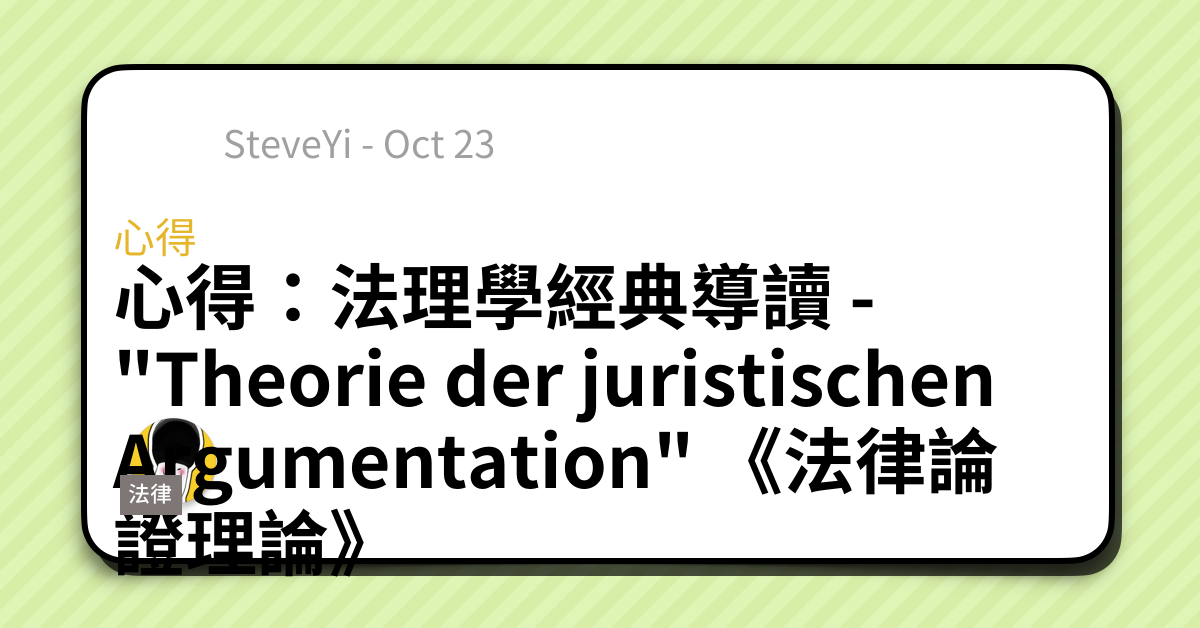 SteveYi - Oct 23
心得
心得：法理學經典導讀 -
"Theorie der juristischen
Argumentation" 《法律論
法律
證理論》